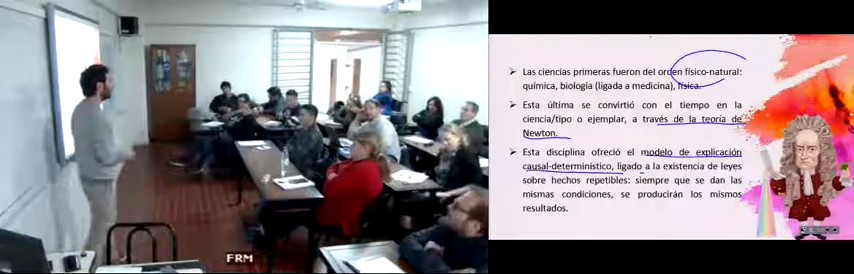 ➤ Las ciencias primeras fueron del orden físico-natural:
química, biología (ligada a medicina), física.
➤ Esta última se convirtió con el tiempo en la
ciencia/tipo o ejemplar, a través de la teoría de
Newton.
➤ Esta disciplina ofreció el modelo de explicación
causal-determinístico, ligado a la existencia de leyes
sobre hechos repetibles: siempre que se dan las
mismas condiciones, se producirán los mismos
resultados.
FRM